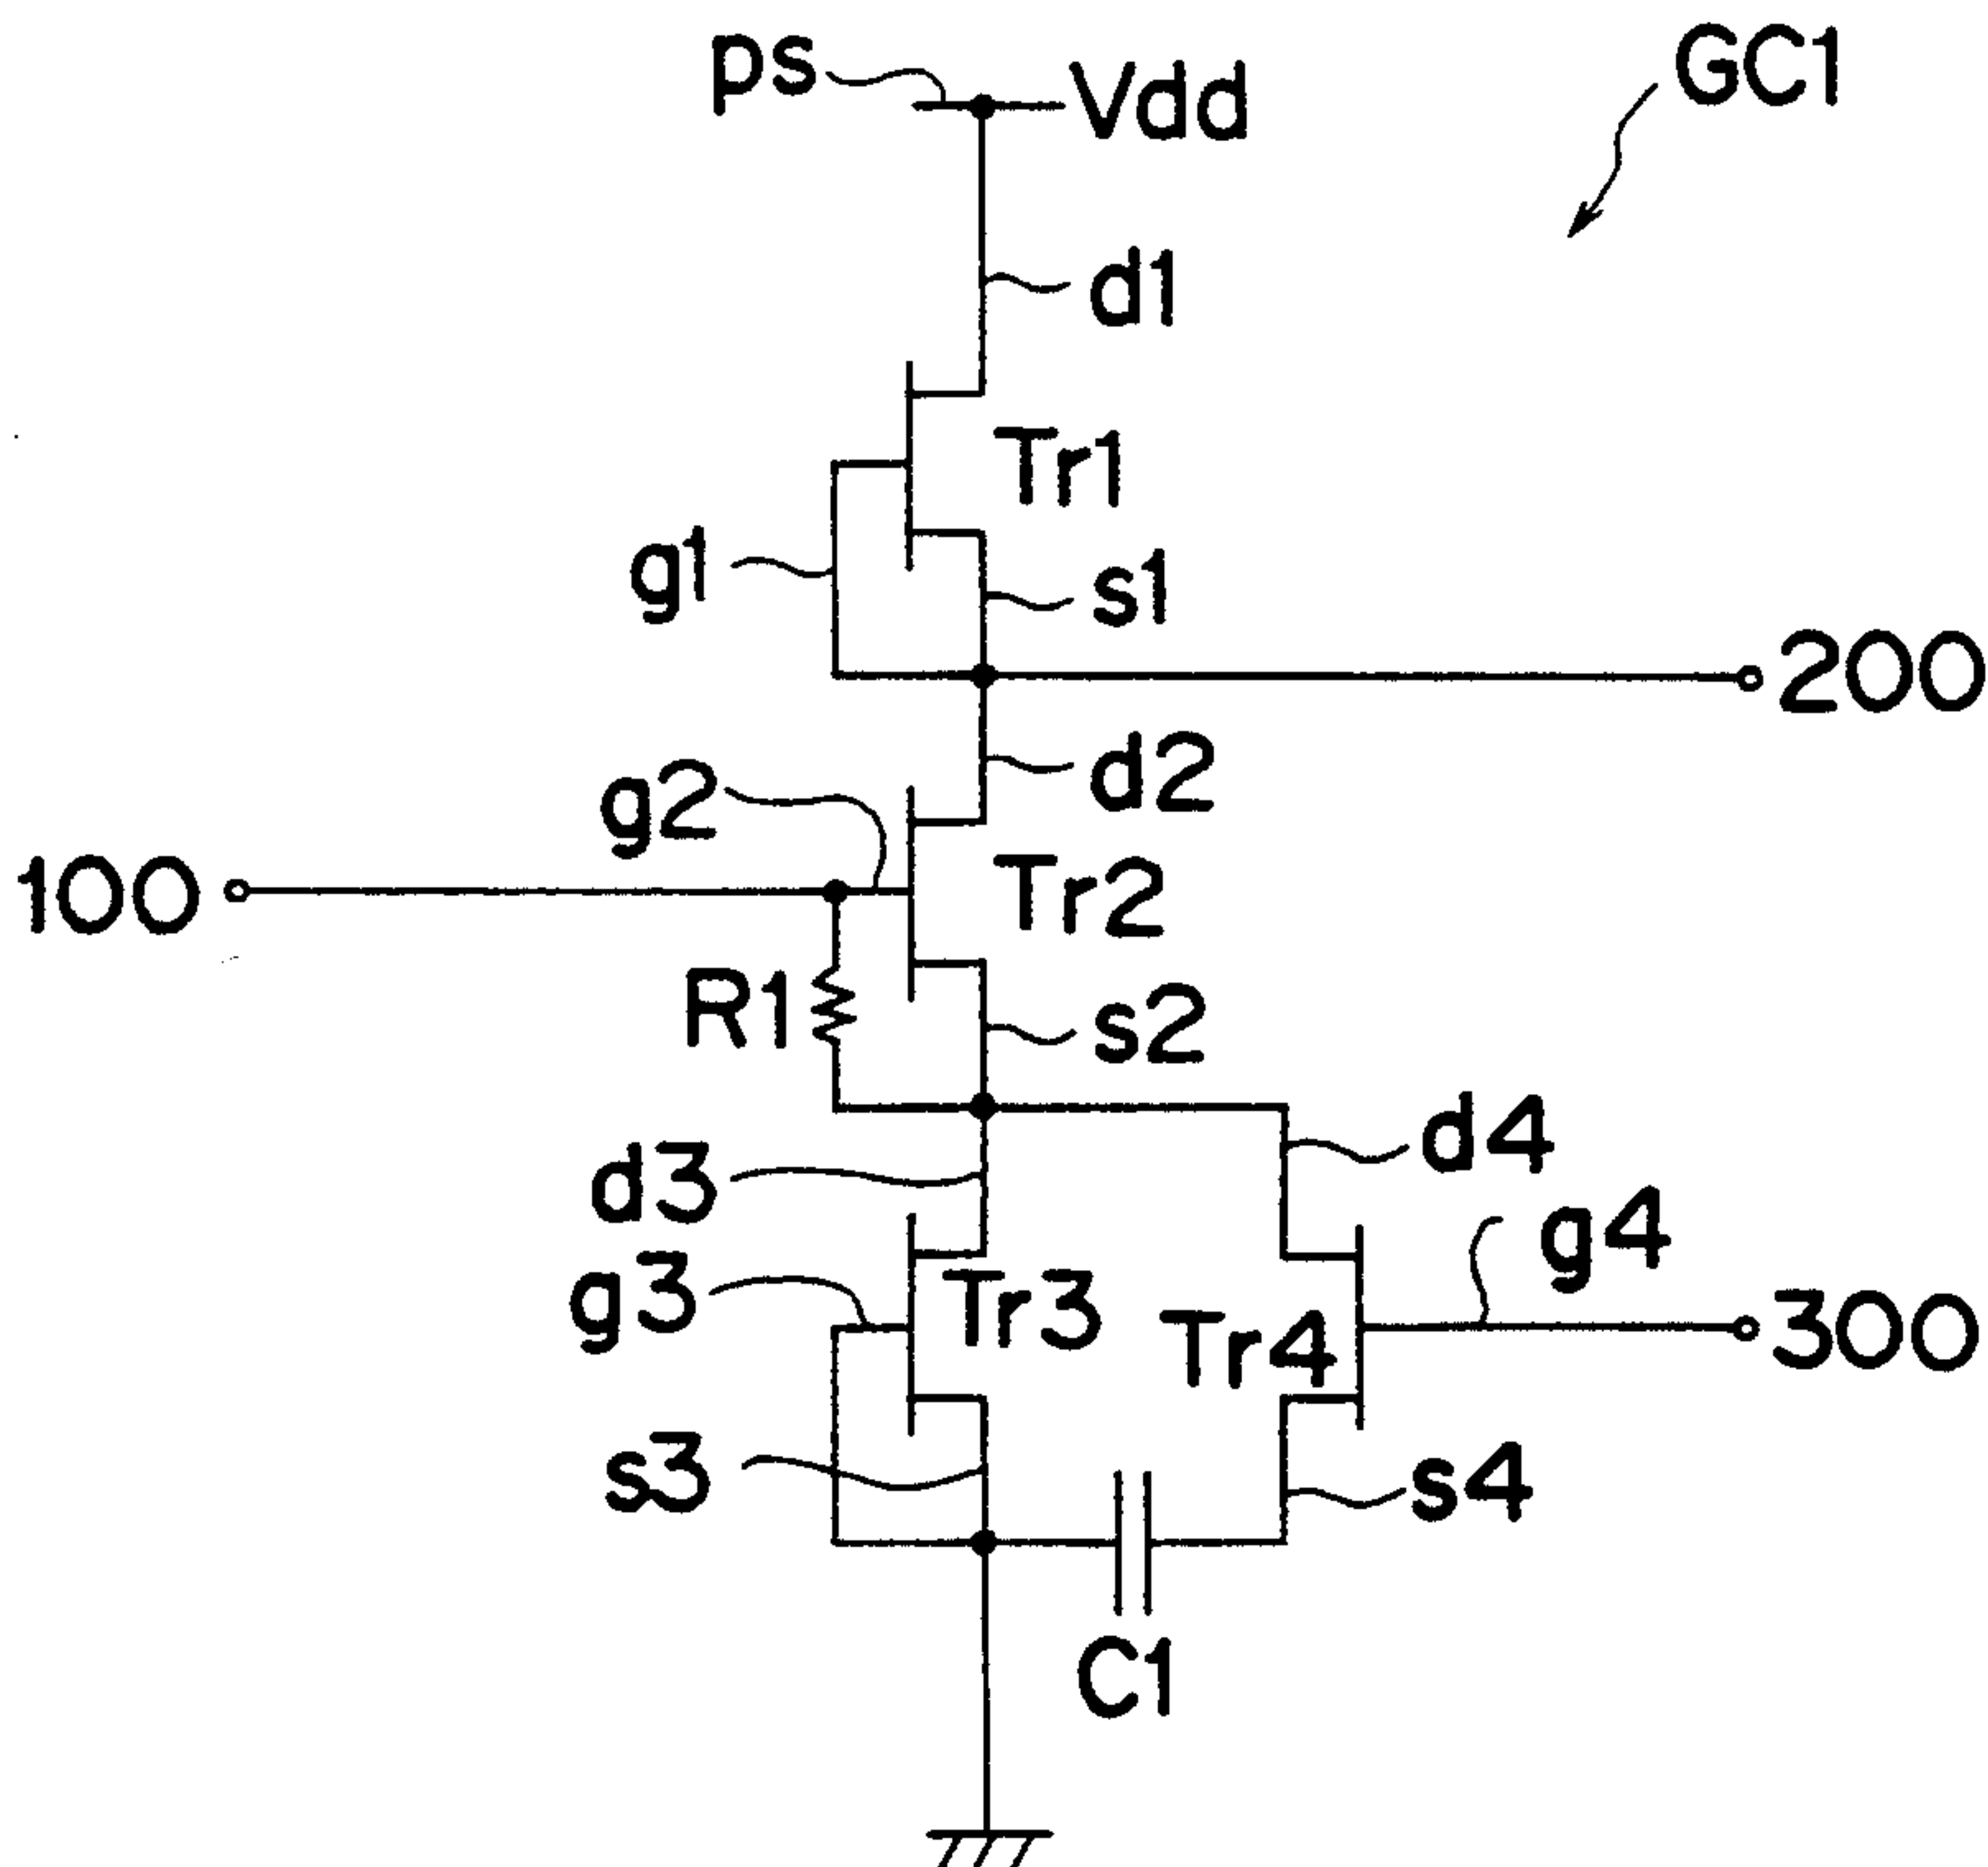 ps
Vdd
GC1
d1
Tr1
g1
s1
200
d2
g2
100
Tr2
R1
s2
d4
d3
g4
g3
Tr3
Tr4
300
s3
s4
C1